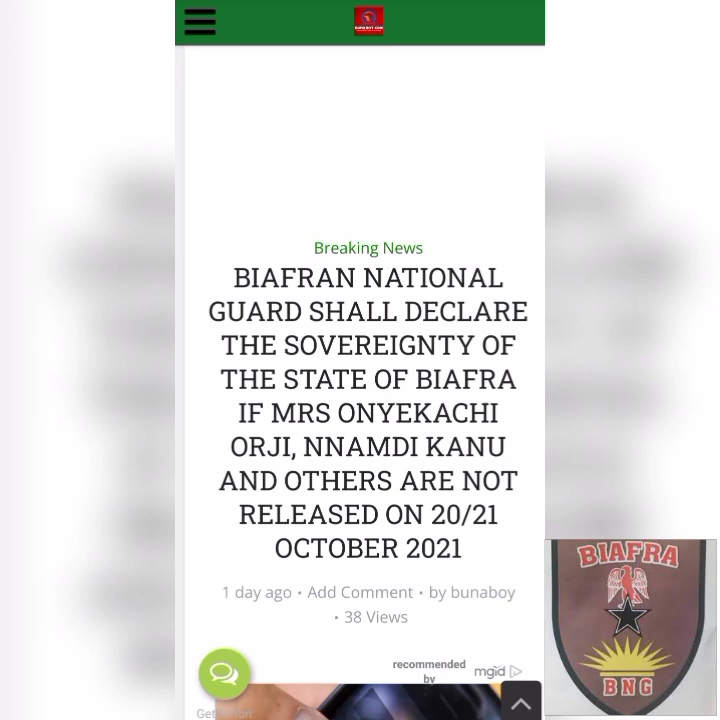 BUNABOY.COM
Breaking News
BIAFRAN NATIONAL
GUARD SHALL DECLARE
THE SOVEREIGNTY OF
THE STATE OF BIAFRA
IF MRS ONYEKACHI
ORJI, NNAMDI KANU
AND OTHERS ARE NOT
RELEASED ON 20/21
OCTOBER 2021
1 day ago • Add Comment • by bunaboy
• 38 Views
recommended
by
mgid
BIAFRA
BNG